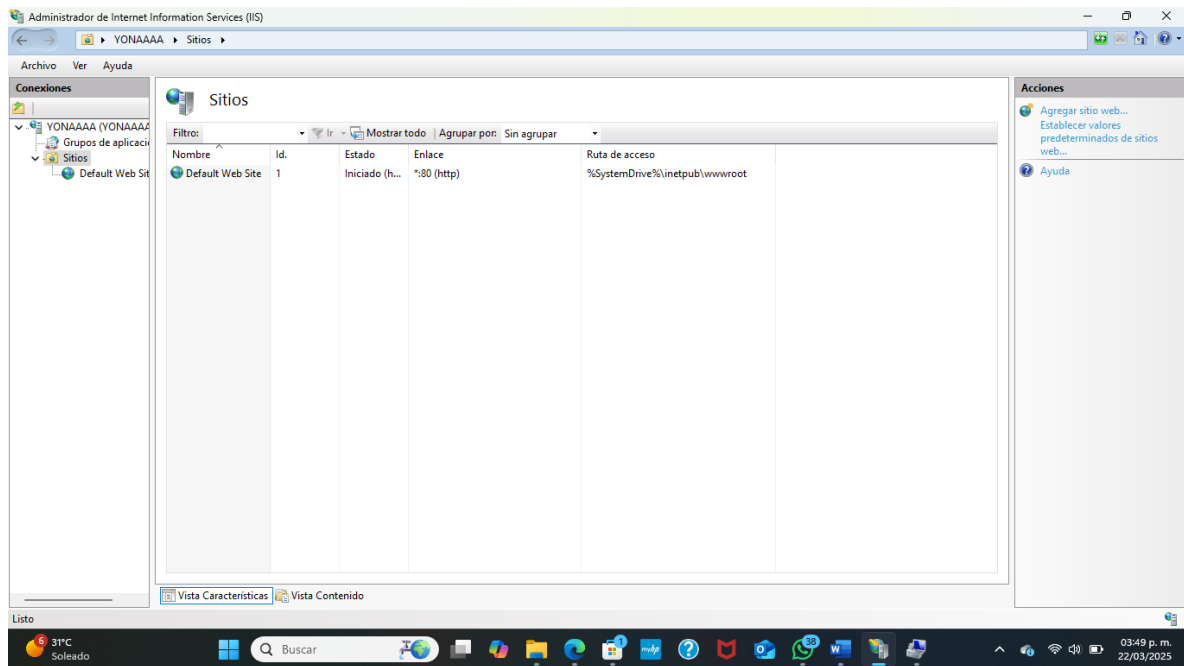 Administrador de Internet Information Services (IIS)
YONAAAA Sitios
Archivo Ver Ayuda
Conexiones
YONAAAA (YONAAAA
Grupos de aplicaci
Sitios
Default Web Sit
Sitios
Filtro: Ir Mostrar todo Agrupar por: Sin agrupar
Nombre Id. Estado Enlace Ruta de acceso
Default Web Site 1 Iniciado (h... *:80 (http) %SystemDrive%\inetpub\wwwroot
Vista Características Vista Contenido
Acciones
Agregar sitio web...
Establecer valores
predeterminados de sitios
web...
Ayuda
Listo
6 31°C
Soleado
Buscar
myhp
38
W
03:49 p. m.
22/03/2025